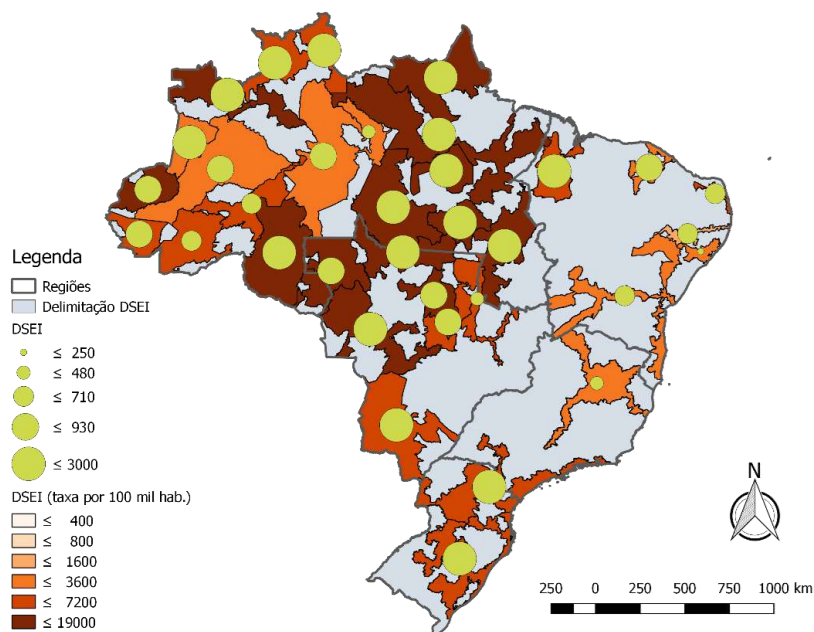 Legenda
Regiões
Delimitação DSEI
DSEI
≤ 250
≤ 480
≤ 710
≤ 930
≤ 3000
DSEI (taxa por 100 mil hab.)
≤ 400
≤ 800
≤ 1600
≤ 3600
≤ 7200
≤ 19000
N
250 0 250 500 750 1000 km